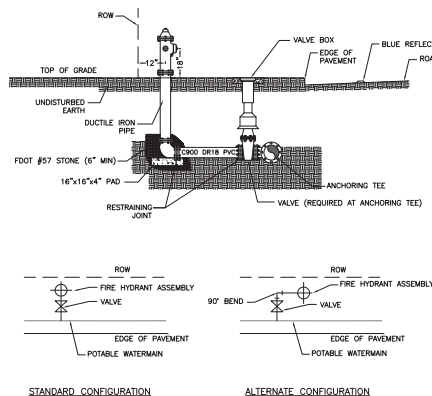 ROW
12"
18"
VALVE BOX
EDGE OF
PAVEMENT
BLUE REFLECT
ROA
TOP OF GRADE
UNDISTURBED
EARTH
DUCTILE IRON
PIPE
FDOT #57 STONE (6" MIN)
C900 DR18 PVC
16"x16"x4" PAD
ANCHORING TEE
RESTRAINING
JOINT
VALVE (REQUIRED AT ANCHORING TEE)
ROW
FIRE HYDRANT ASSEMBLY
VALVE
EDGE OF PAVEMENT
POTABLE WATERMAIN
STANDARD CONFIGURATION
ROW
FIRE HYDRANT ASSEMBLY
90° BEND
VALVE
EDGE OF PAVEMENT
POTABLE WATERMAIN
ALTERNATE CONFIGURATION